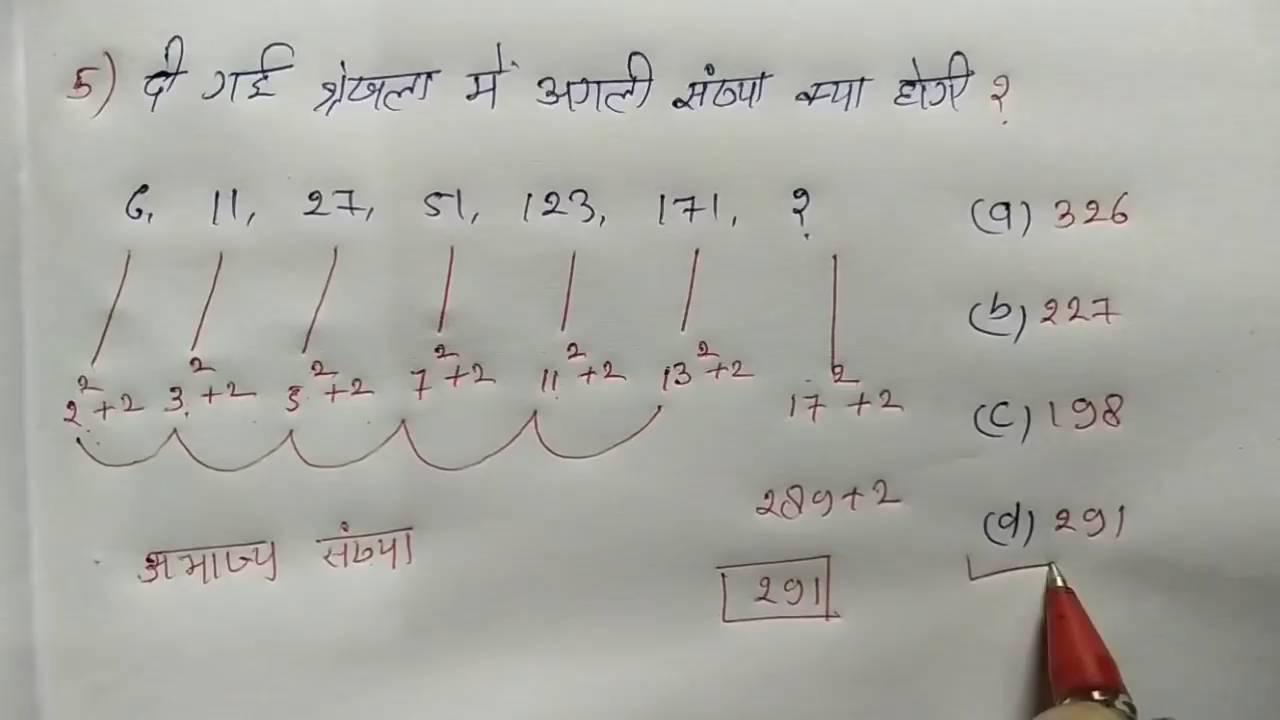 5) दी गई श्रंखला में अगली संख्या क्या होगी ?
6, 11, 27, 51, 123, 171, ?
(a) 326
(b) 227
(c) 198
(d) 291
2²+2 3²+2 5²+2 7²+2 11²+2 13²+2 17²+2
289+2
291
अभाज्य संख्या